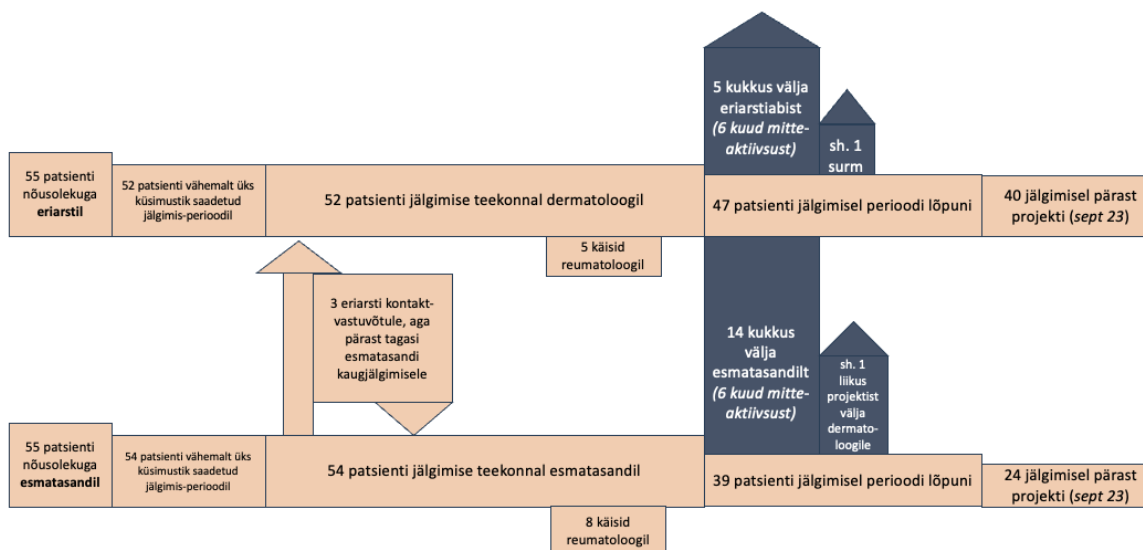 5 kukkus välja
eriarstiabist
(6 kuud mitte-
aktiivsust)
sh. 1
surm
55 patsienti
nõusolekuga
eriarstil
52 patsienti vähemalt üks
küsimustik saadetud
jälgimis-perioodil
52 patsienti jälgimise teekonnal dermatoloogil
47 patsienti jälgimisel perioodi lõpuni
40 jälgimisel pärast
projekti (sept 23)
5 käisid
reumatoloogil
3 eriarsti kontakt-
vastuvõtule, aga
pärast tagasi
esmatasandi
kaugjälgimisele
14 kukkus
välja
esmatasandilt
(6 kuud mitte-
aktiivsust)
sh. 1
liikus
projektist
välja
dermato-
loogile
55 patsienti
nõusolekuga
esmatasandil
54 patsienti vähemalt üks
küsimustik saadetud
jälgimis-perioodil
54 patsienti jälgimise teekonnal esmatasandil
39 patsienti jälgimisel perioodi lõpuni
24 jälgimisel pärast
projekti (sept 23)
8 käisid
reumatoloogil